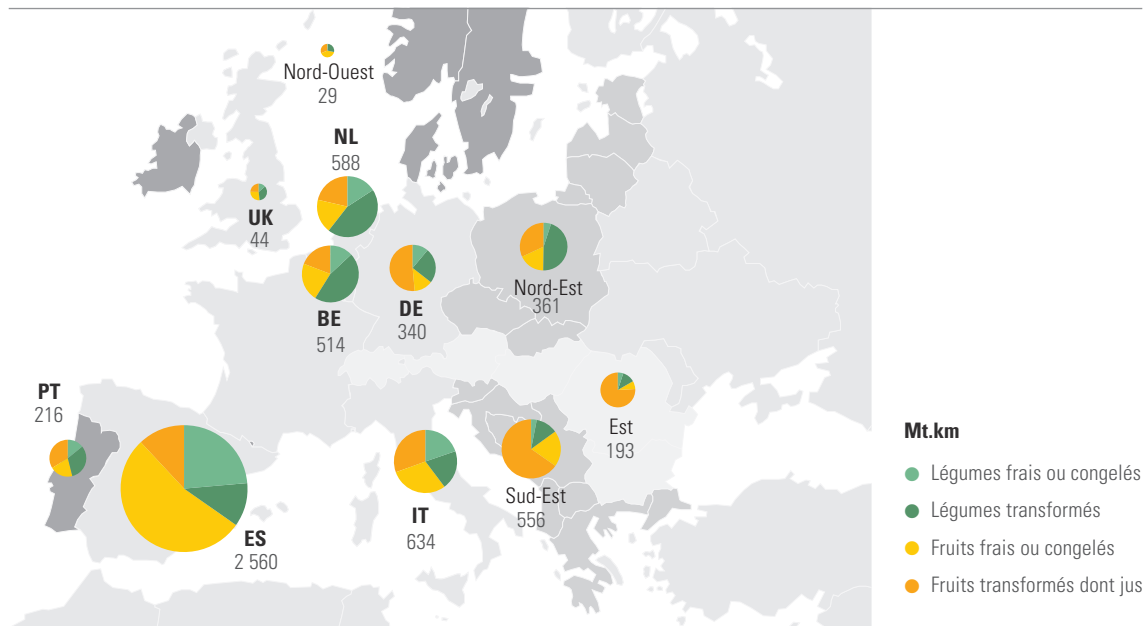 Nord-Ouest
29
NL
588
UK
44
BE
514
DE
340
Nord-Est
361
PT
216
ES
2 560
IT
634
Sud-Est
556
Est
193
Mt.km
Légumes frais ou congelés
Légumes transformés
Fruits frais ou congelés
Fruits transformés dont jus